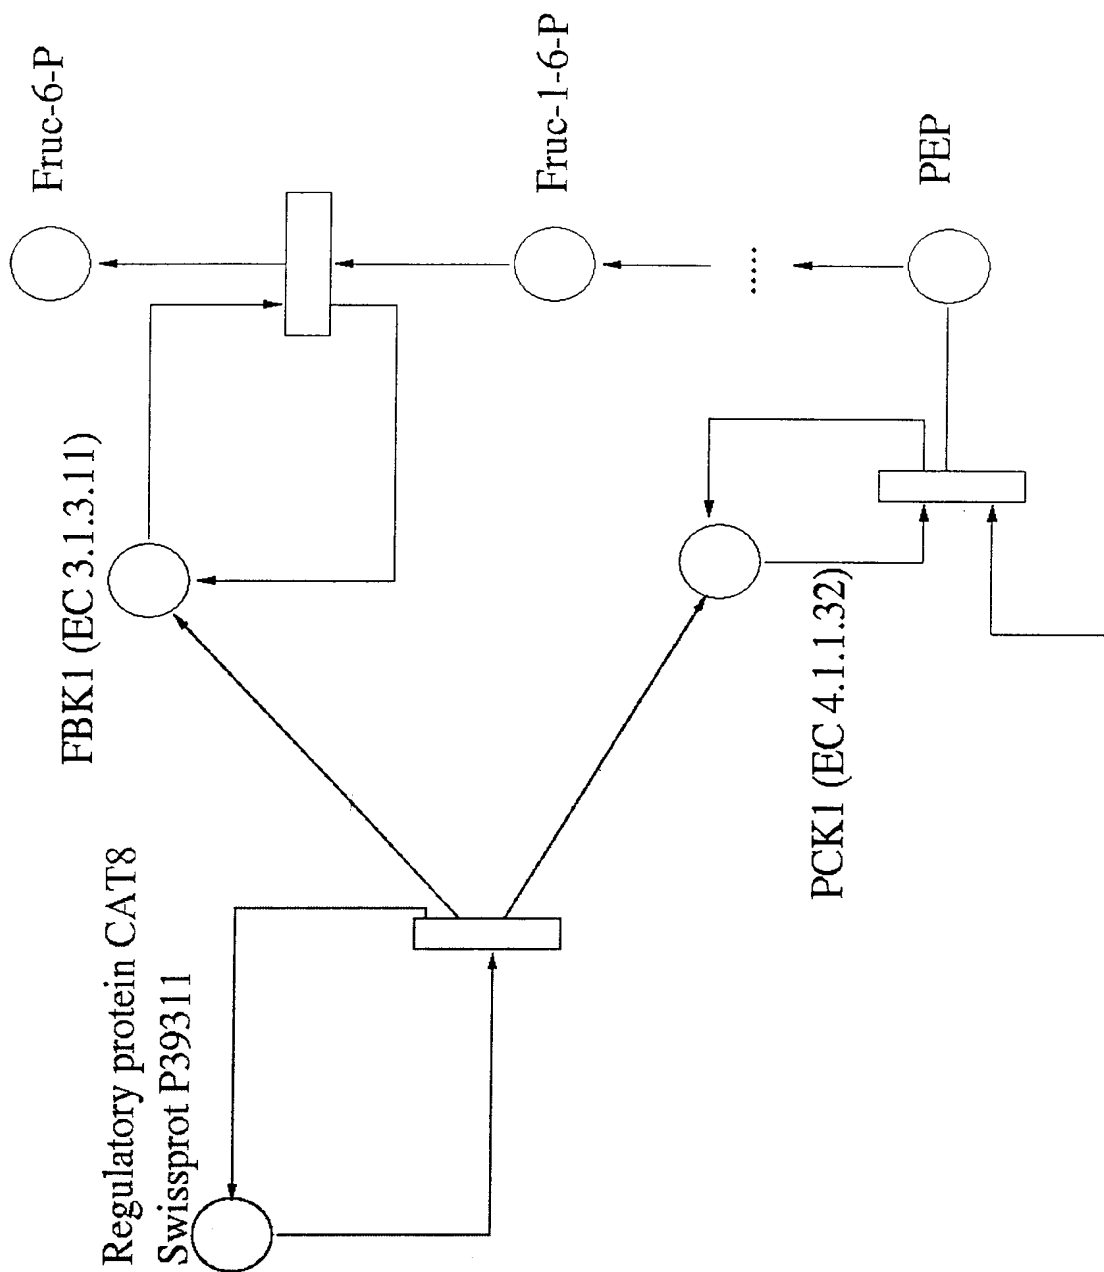 Fruc-6-P
FBK1 (EC 3.1.3.11)
Fruc-1-6-P
Regulatory protein CAT8
Swissprot P39311
PCK1 (EC 4.1.1.32)
PEP
.....